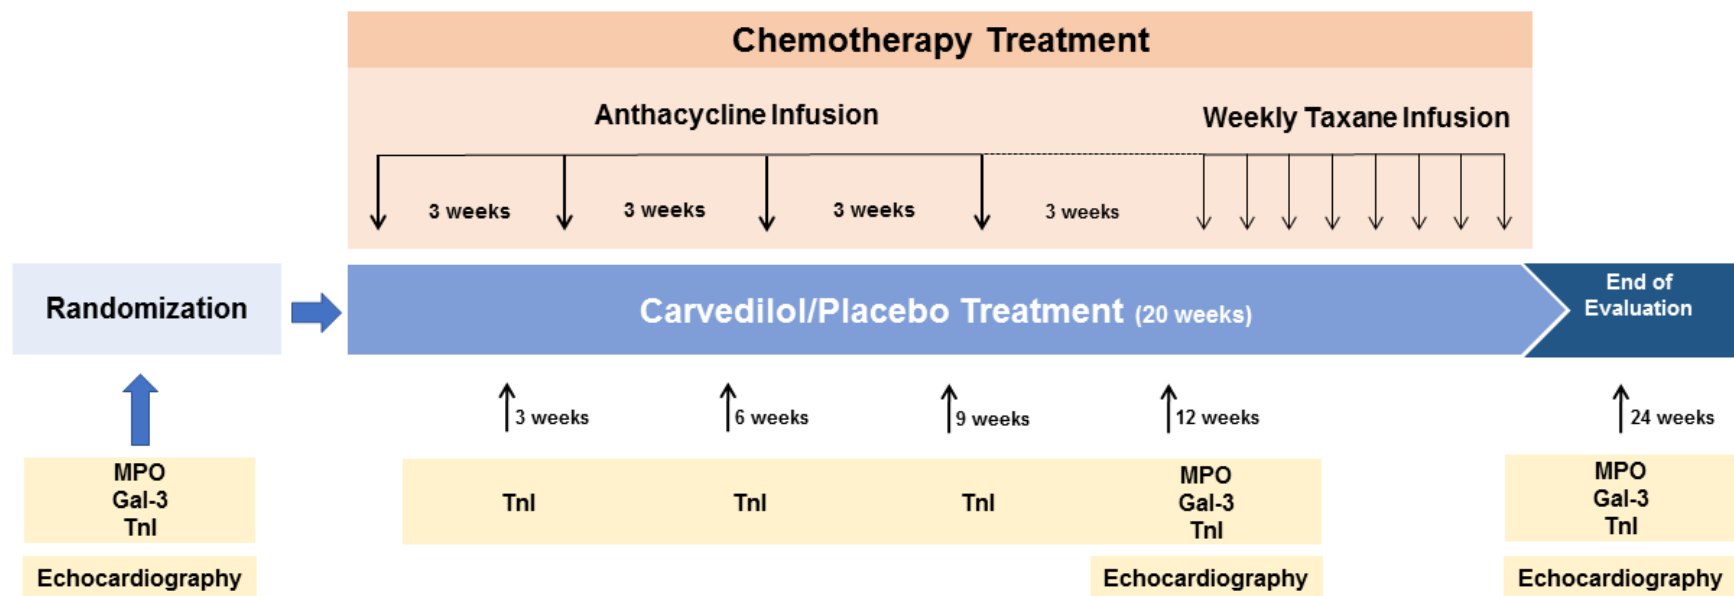 Chemotherapy Treatment
Anthacycline Infusion
Weekly Taxane Infusion
3 weeks
3 weeks
3 weeks
3 weeks
Randomization
Carvedilol/Placebo Treatment (20 weeks)
End of
Evaluation
3 weeks
6 weeks
9 weeks
12 weeks
24 weeks
MPO
Gal-3
TnI
TnI
TnI
TnI
MPO
Gal-3
TnI
MPO
Gal-3
TnI
Echocardiography
Echocardiography
Echocardiography